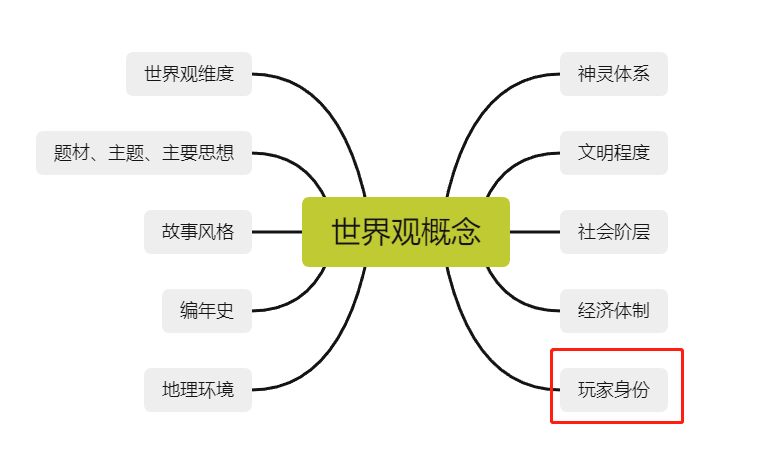 世界观维度
题材、主题、主要思想
故事风格
编年史
地理环境
世界观概念
神灵体系
文明程度
社会阶层
经济体制
玩家身份